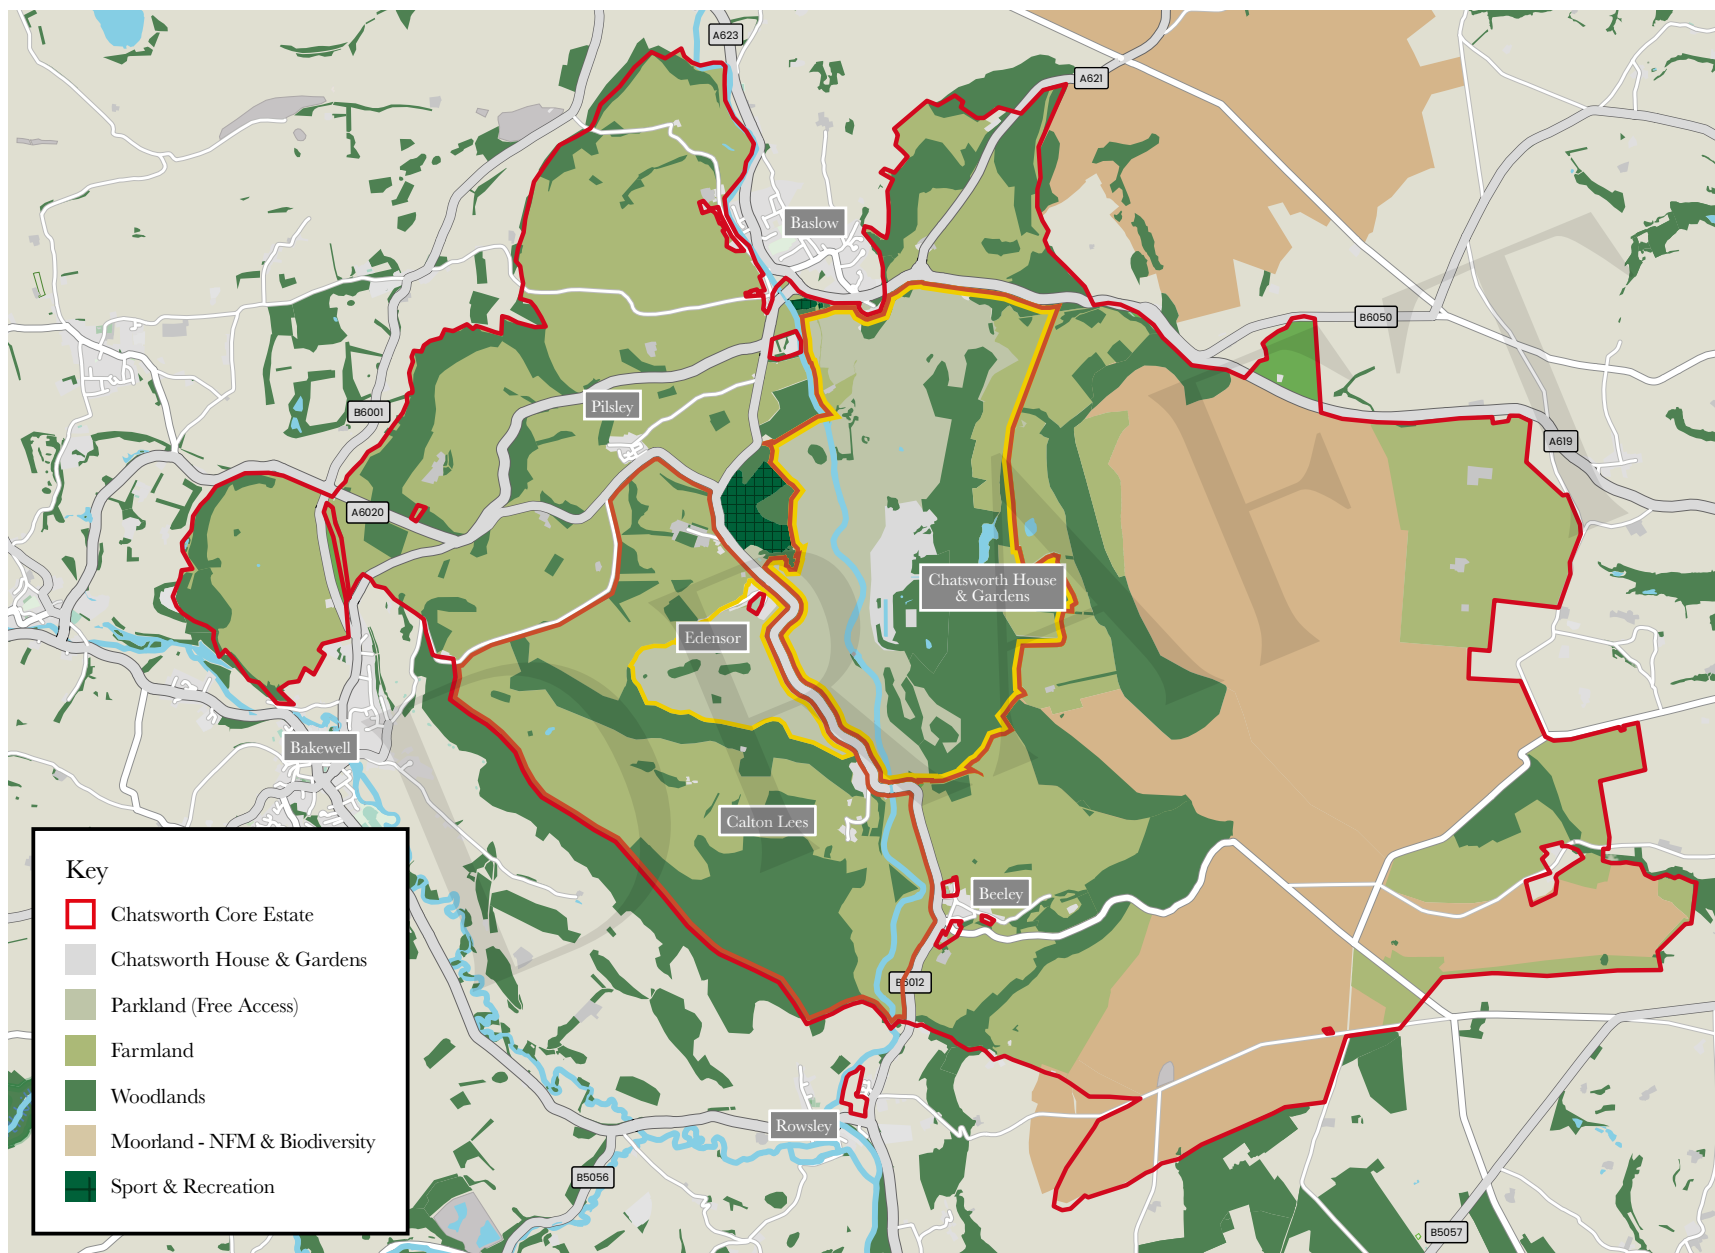 A623
A621
Baslow
B6050
Pilsley
B6001
A619
A6020
Chatsworth House
& Gardens
Edensor
Bakewell
Calton Lees
Beeley
B6012
Rowsley
B5056
B5057
DRAFT
Key
Chatsworth Core Estate
Chatsworth House & Gardens
Parkland (Free Access)
Farmland
Woodlands
Moorland - NFM & Biodiversity
Sport & Recreation